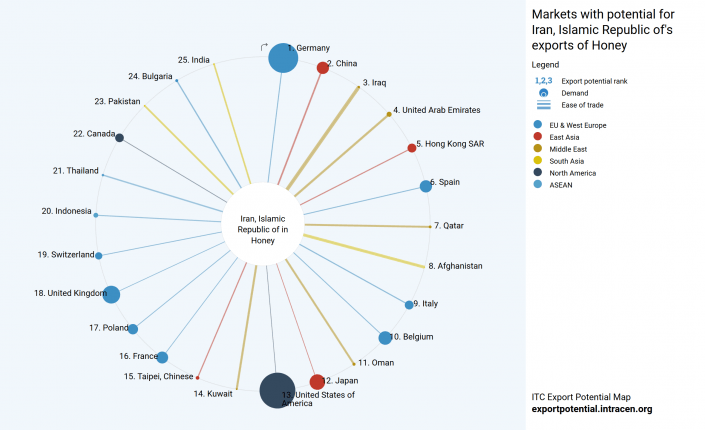 Markets with potential for
Iran, Islamic Republic of's
exports of Honey
Legend
1,2,3 Export potential rank
Demand
Ease of trade
EU & West Europe
East Asia
Middle East
South Asia
North America
ASEAN
1. Germany
2. China
3. Iraq
4. United Arab Emirates
5. Hong Kong SAR
6. Spain
7. Qatar
8. Afghanistan
9. Italy
10. Belgium
11. Oman
12. Japan
13. United States of
America
14. Kuwait
15. Taipei, Chinese
16. France
17. Poland
18. United Kingdom
19. Switzerland
20. Indonesia
21. Thailand
22. Canada
23. Pakistan
24. Bulgaria
25. India
Iran, Islamic
Republic of in
Honey
ITC Export Potential Map
exportpotential.intracen.org